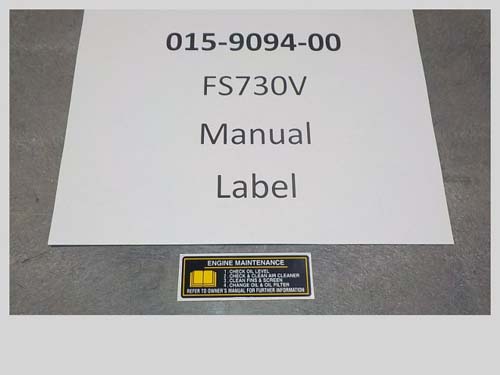 015-9094-00
FS730V
Manual
Label
ENGINE MAINTENANCE
1. CHECK OIL LEVEL
2. CHECK & CLEAN AIR CLEANER
3. CLEAN FINS & SCREEN
4. CHANGE OIL & OIL FILTER
REFER TO OWNER'S MANUAL FOR FURTHER INFORMATION